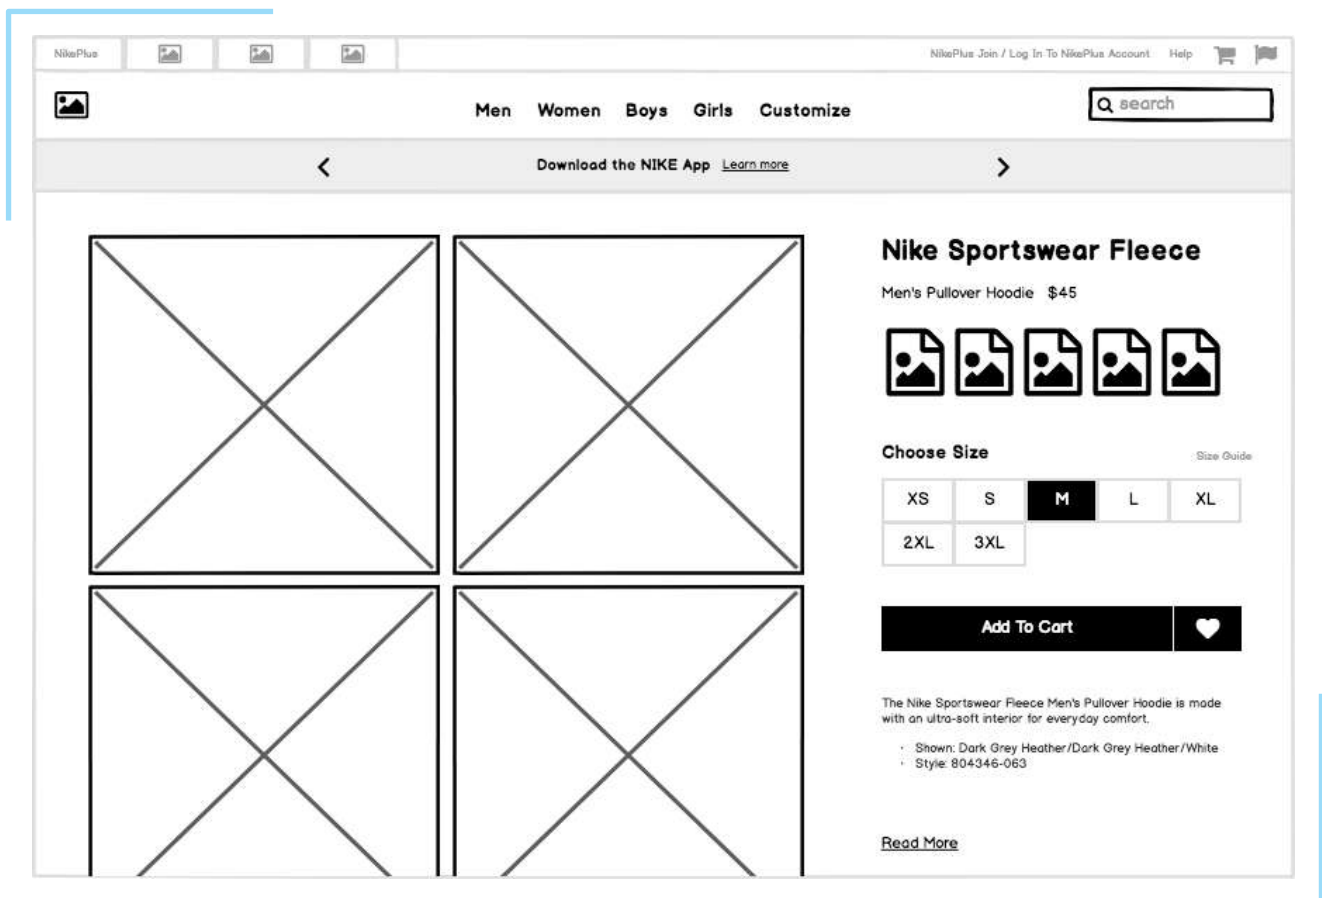 NikePlus
NikePlus Join / Log In To NikePlus Account Help
Men Women Boys Girls Customize
search
Download the NIKE App Learn more
Nike Sportswear Fleece
Men's Pullover Hoodie $45
Choose Size
Size Guide
XS S M L XL
2XL 3XL
Add To Cart
The Nike Sportswear Fleece Men's Pullover Hoodie is made
with an ultra-soft interior for everyday comfort.
· Shown: Dark Grey Heather/Dark Grey Heather/White
· Style: 804346-063
Read More